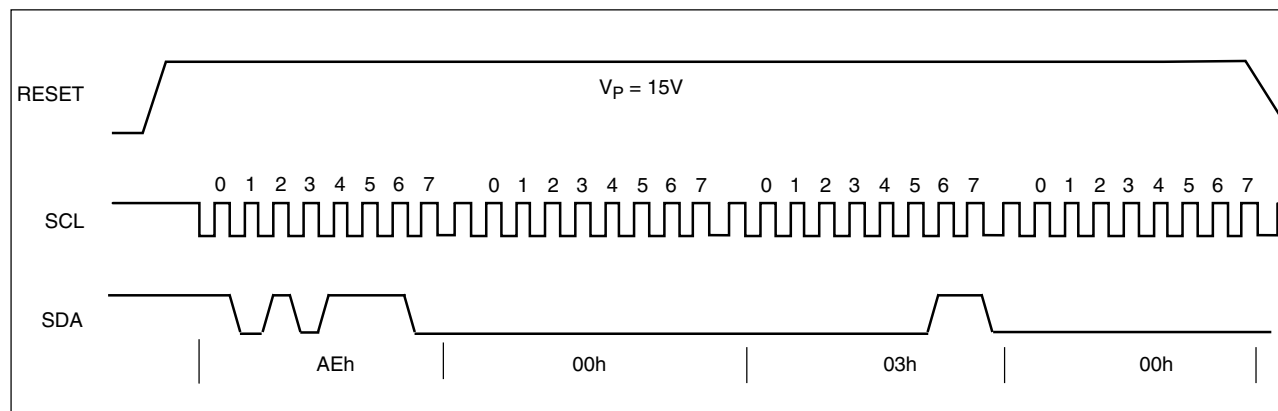 RESET
V_P = 15V
0 1 2 3 4 5 6 7 0 1 2 3 4 5 6 7 0 1 2 3 4 5 6 7 0 1 2 3 4 5 6 7
SCL
SDA
AEh 00h 03h 00h